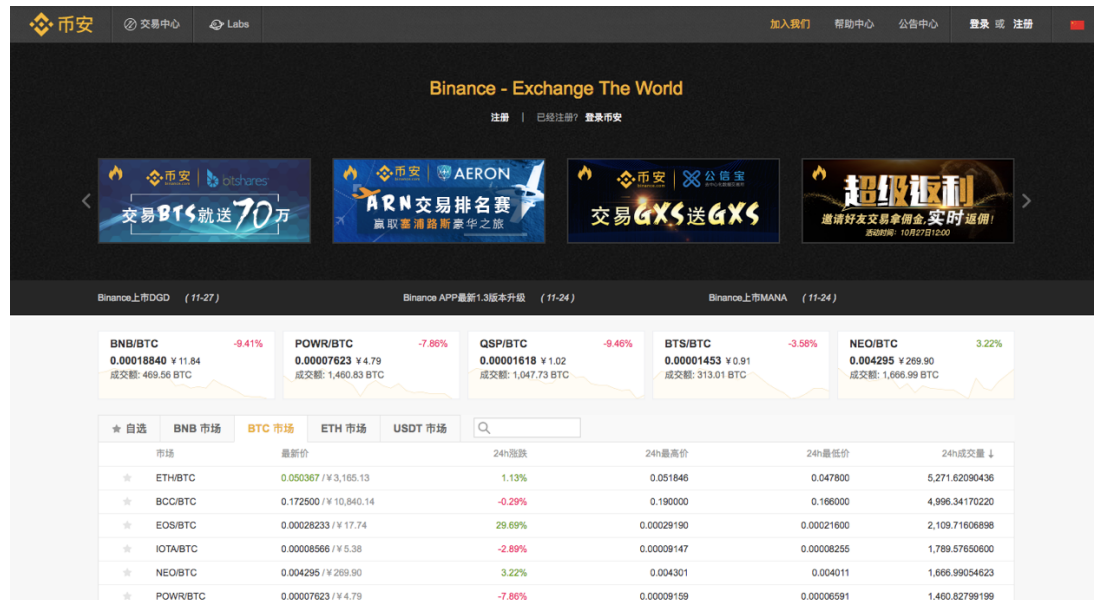 币安 交易中心 Labs 加入我们 帮助中心 公告中心 登录 或 注册
Binance - Exchange The World
注册 | 已经注册? 登录币安
币安 | bitshares
交易BTS就送70万
币安 | AERON
ARN交易排名赛
赢取塞浦路斯豪华之旅
币安 | 公信宝
交易GXS送GXS
超级返利
邀请好友交易拿佣金,实时返佣!
活动时间: 10月27日12:00
Binance上市DGD (11-27) Binance APP最新1.3版本升级 (11-24) Binance上市MANA (11-24)
BNB/BTC -9.41% POWR/BTC -7.86% QSP/BTC -9.46% BTS/BTC -3.58% NEO/BTC 3.22%
0.00018840 ¥11.84 0.00007623 ¥4.79 0.00001618 ¥1.02 0.00001453 ¥0.91 0.004295 ¥269.90
成交额: 469.56 BTC 成交额: 1,460.83 BTC 成交额: 1,047.73 BTC 成交额: 313.01 BTC 成交额: 1,666.99 BTC
★ 自选 BNB 市场 BTC 市场 ETH 市场 USDT 市场
市场 最新价 24h涨跌 24h最高价 24h最低价 24h成交量↓
ETH/BTC 0.050367 / ¥3,165.13 1.13% 0.051846 0.047800 5,271.62090436
BCC/BTC 0.172500 / ¥10,840.14 -0.29% 0.190000 0.166000 4,996.34170220
EOS/BTC 0.00028233 / ¥17.74 29.69% 0.00029190 0.00021600 2,109.71606898
IOTA/BTC 0.00008566 / ¥5.38 -2.89% 0.00009147 0.00008255 1,789.57650600
NEO/BTC 0.004295 / ¥269.90 3.22% 0.004301 0.004011 1,666.99054623
POWR/BTC 0.00007623 / ¥4.79 -7.86% 0.00009159 0.00006591 1,460.82799199